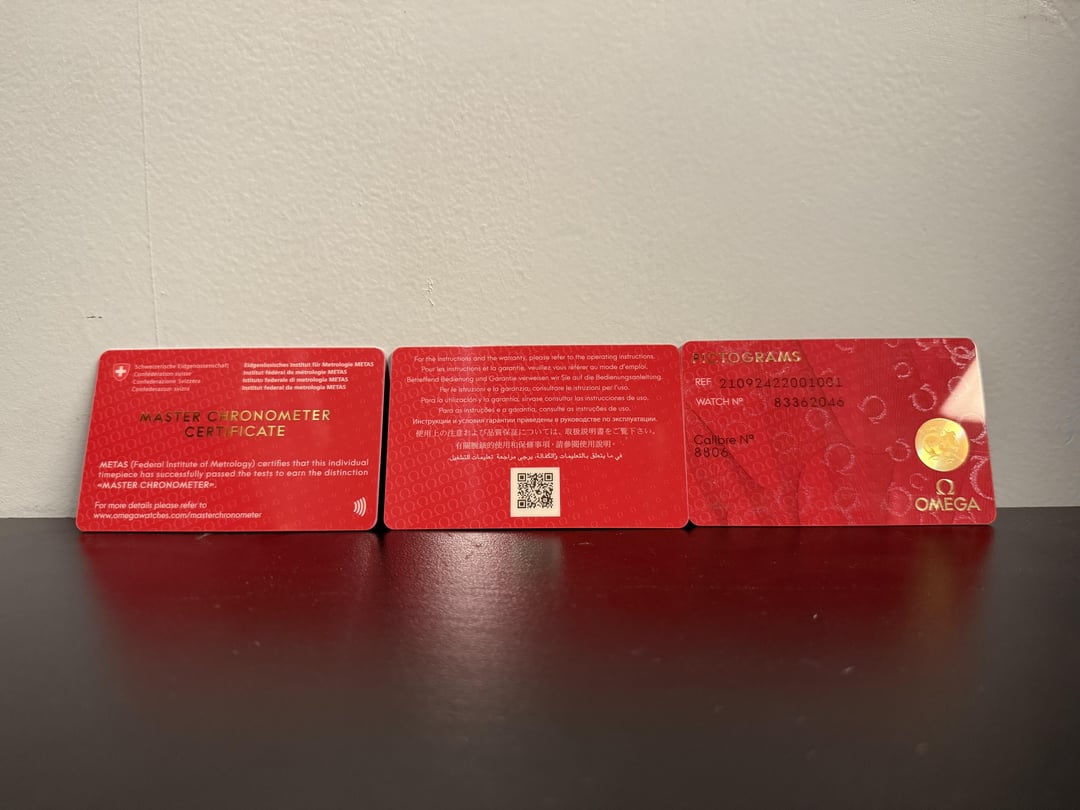 Schweizerische Eidgenossenschaft
Confédération suisse
Confederazione Svizzera
Confederaziun svizra
Eidgenössisches Institut für Metrologie METAS
Institut fédéral de métrologie METAS
Istituto federale di metrologia METAS
Institut federal da metrologia METAS
MASTER CHRONOMETER
CERTIFICATE
METAS (Federal Institute of Metrology) certifies that this individual
timepiece has successfully passed the tests to earn the distinction
«MASTER CHRONOMETER».
For more details please refer to
www.omegawatches.com/masterchronometer
For the instructions and the warranty, please refer to the operating instructions.
Pour les instructions et la garantie, veuillez vous référer au mode d'emploi.
Betreffend Bedienung und Garantie verweisen wir Sie auf die Bedienungsanleitung.
Per le istruzioni e la garanzia, consultare le istruzioni per l'uso.
Para la utilización y la garantía, sírvase consultar las instrucciones de uso.
Para as instruções e a garantia, consulte as instruções de uso.
Инструкции и условия гарантии приведены в руководстве по эксплуатации.
使用上の注意および品質保証については、取扱説明書をご覧下さい。
有關腕錶的使用和保修事項，請參閱使用說明。
في ما يتعلق بالتعليمات والكفالة، يرجى مراجعة تعليمات التشغيل.
PICTOGRAMS
REF. 21092422001001
WATCH Nº 83362046
Calibre Nº
8806
Ω
OMEGA